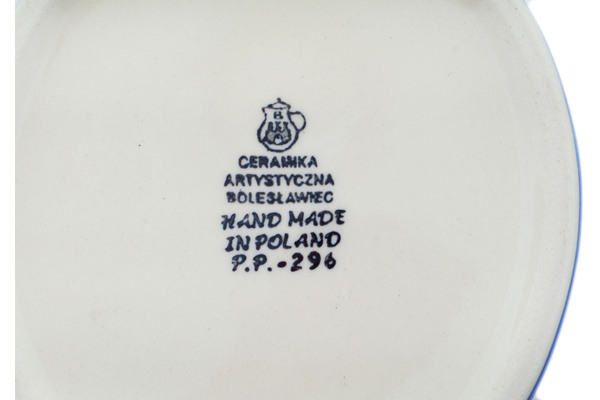 B
CERAMIKA
ARTYSTYCZNA
BOLESŁAWIEC
HAND MADE
IN POLAND
P.P.-296